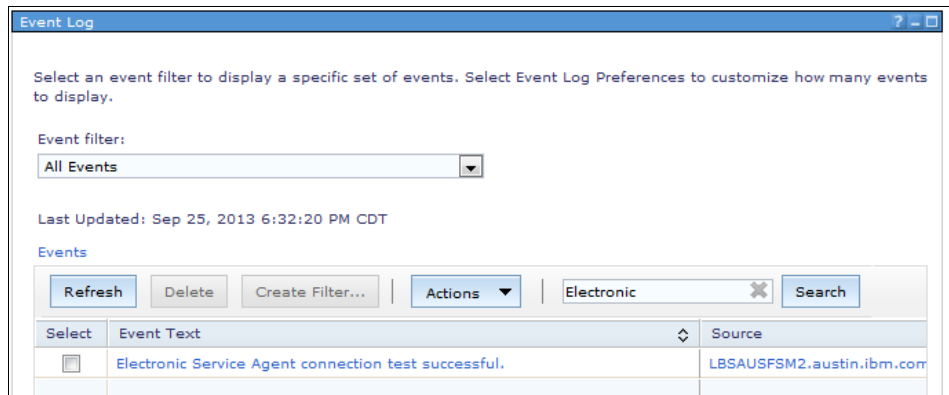 Event Log ?
Select an event filter to display a specific set of events. Select Event Log Preferences to customize how many events
to display.
Event filter:
All Events
Last Updated: Sep 25, 2013 6:32:20 PM CDT
Events
Refresh Delete Create Filter... Actions Electronic Search
Select Event Text Source
Electronic Service Agent connection test successful. LBSAUSFSM2.austin.ibm.com